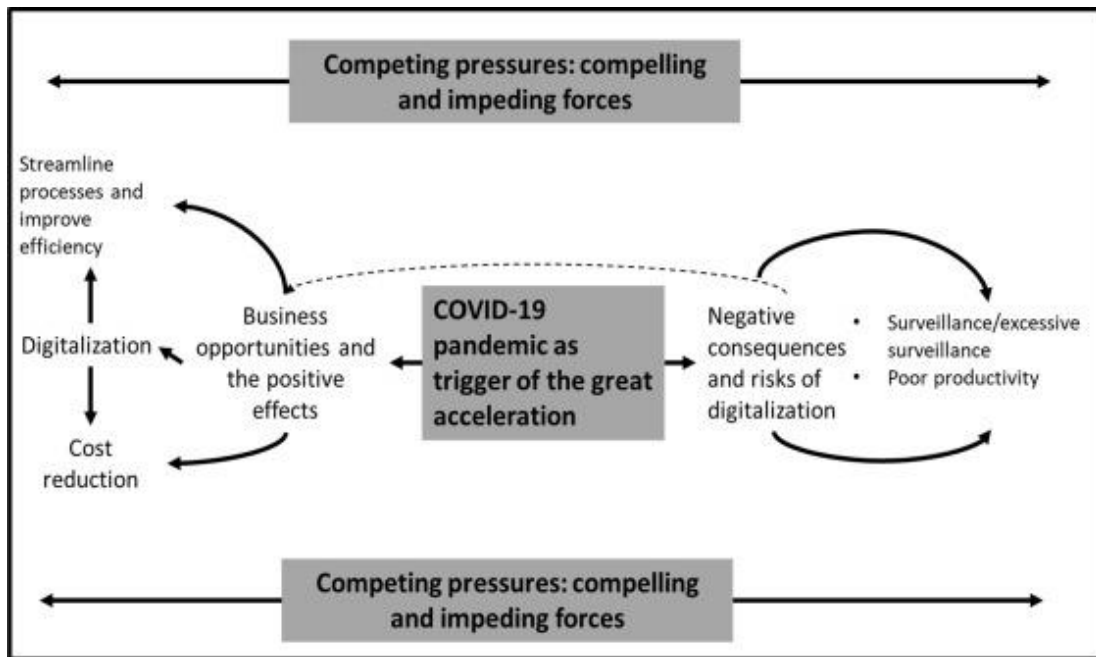 Competing pressures: compelling
and impeding forces
Streamline
processes and
improve
efficiency
Digitalization
Cost
reduction
Business
opportunities and
the positive
effects
COVID-19
pandemic as
trigger of the great
acceleration
Negative
consequences
and risks of
digitalization
• Surveillance/excessive
surveillance
• Poor productivity
Competing pressures: compelling
and impeding forces